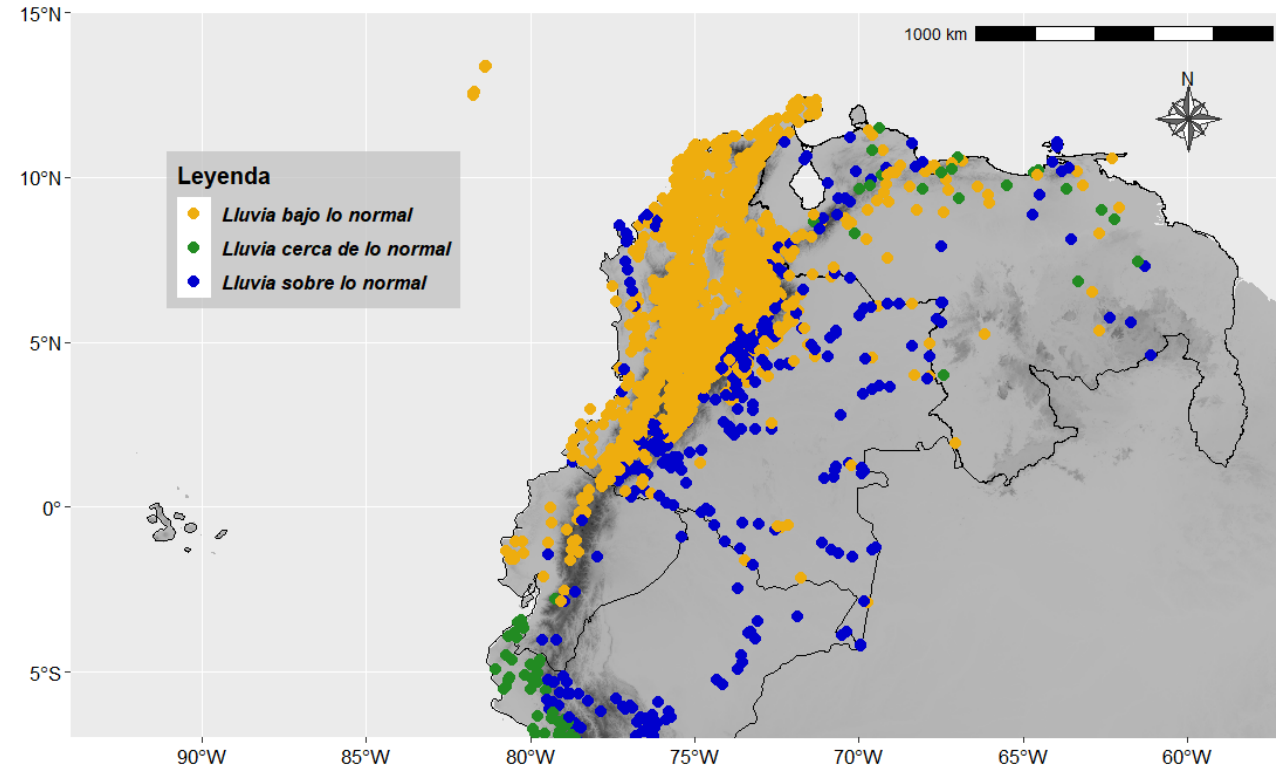 15°N
1000 km
N
Leyenda
Lluvia bajo lo normal
Lluvia cerca de lo normal
Lluvia sobre lo normal
10°N
5°N
0°
5°S
90°W
85°W
80°W
75°W
70°W
65°W
60°W